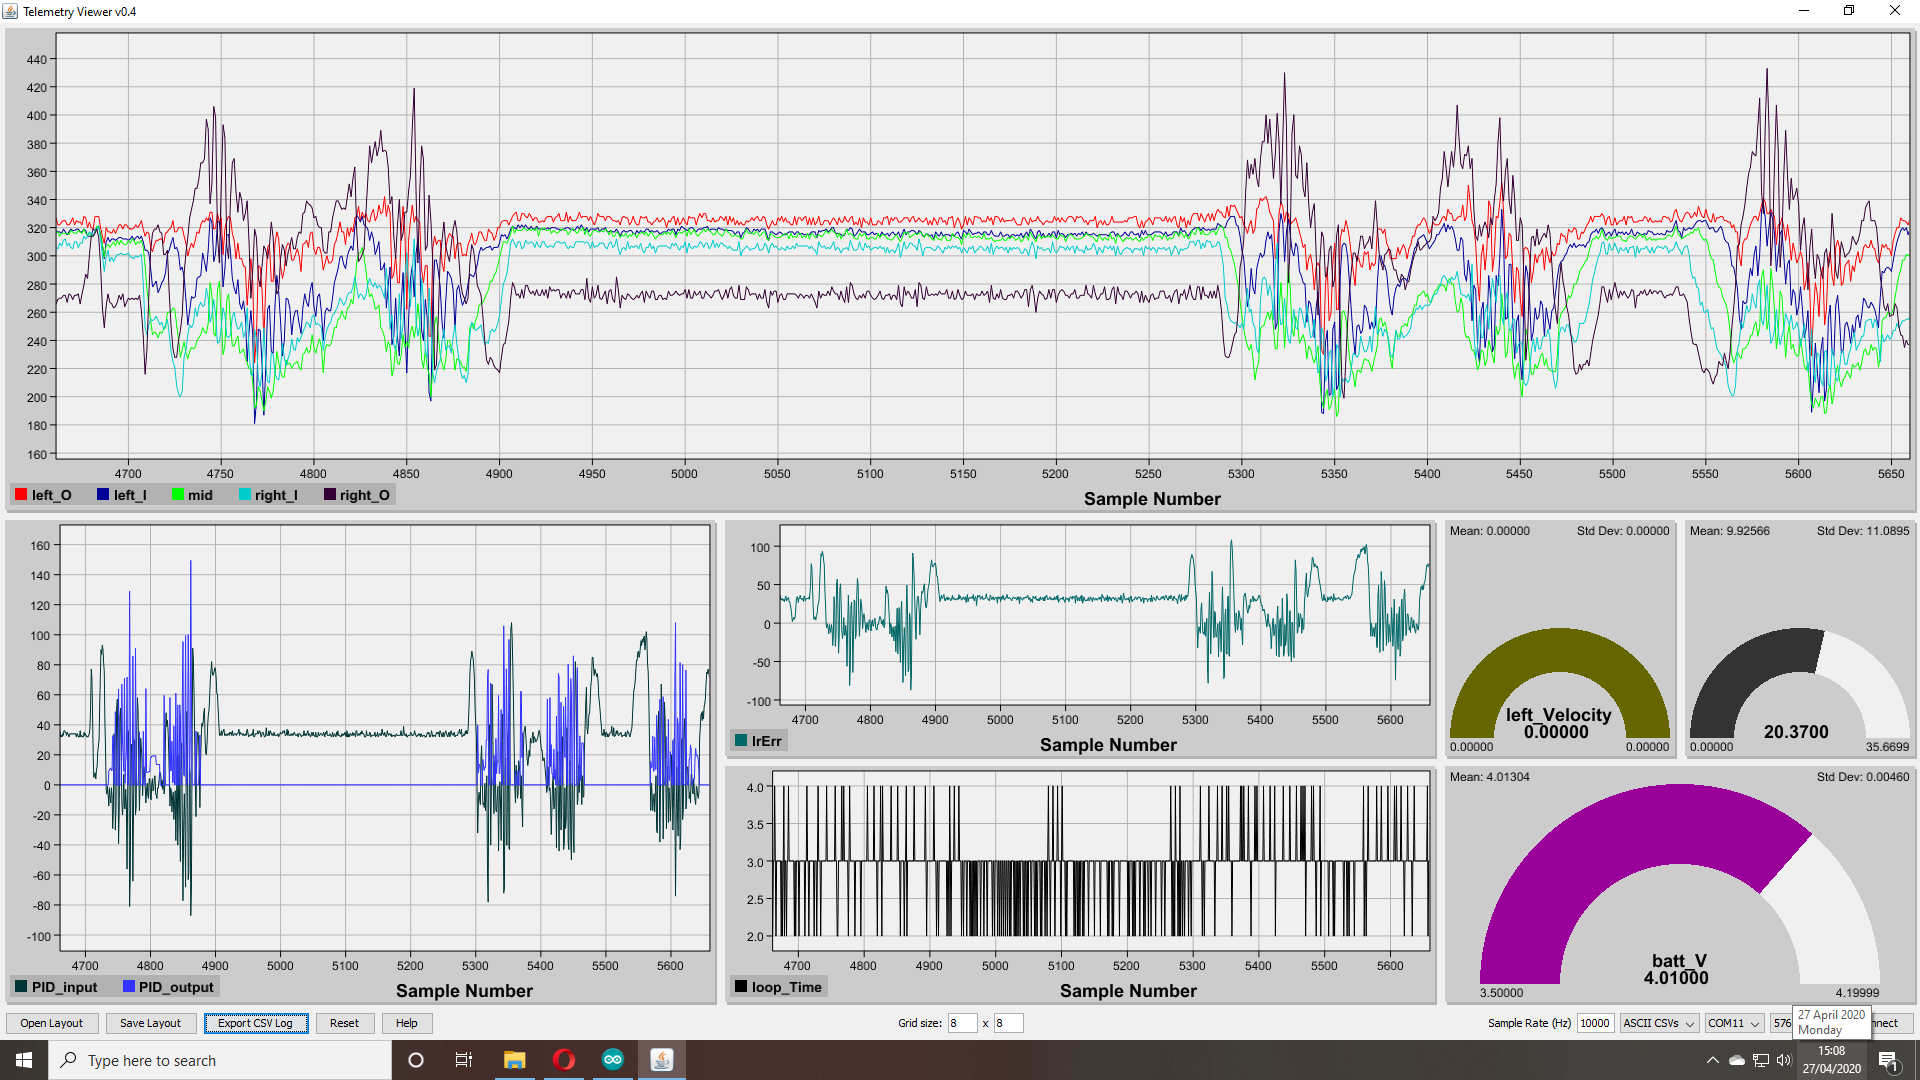 Telemetry Viewer v0.4
440
420
400
380
360
340
320
300
280
260
240
220
200
180
160
4700 4750 4800 4850 4900 4950 5000 5050 5100 5150 5200 5250 5300 5350 5400 5450 5500 5550 5600 5650
left_O left_I mid right_I right_O
Sample Number
160
140
120
100
80
60
40
20
0
-20
-40
-60
-80
-100
4700 4800 4900 5000 5100 5200 5300 5400 5500 5600
PID_input PID_output
Sample Number
100
50
0
-50
-100
4700 4800 4900 5000 5100 5200 5300 5400 5500 5600
IrErr
Sample Number
4.0
3.5
3.0
2.5
2.0
4700 4800 4900 5000 5100 5200 5300 5400 5500 5600
loop_Time
Sample Number
Mean: 0.00000 Std Dev: 0.00000
left_Velocity
0.00000
0.00000 0.00000
Mean: 9.92566 Std Dev: 11.0895
20.3700
0.00000 35.6699
Mean: 4.01304 Std Dev: 0.00460
batt_V
4.01000
3.50000 4.19999
Open Layout Save Layout Export CSV Log Reset Help
Grid size: 8 x 8
Sample Rate (Hz) 10000 ASCII CSVs COM11 576 nnect
27 April 2020
Monday
Type here to search
15:08
27/04/2020
1